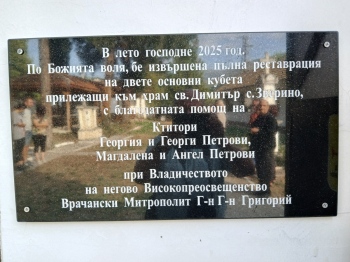 В лето господне 2025 год.
По Божията воля, бе извършена пълна реставрация
на двете основни кубета
прилежащи към храм св. Димитър с. Зверино,
с благодатната помощ на
Ктитори
Георгия и Георги Петрови,
Магдалена и Ангел Петрови
при Владичеството
на негово Високопреосвещенство
Врачански Митрополит Г-н Г-н Григорий